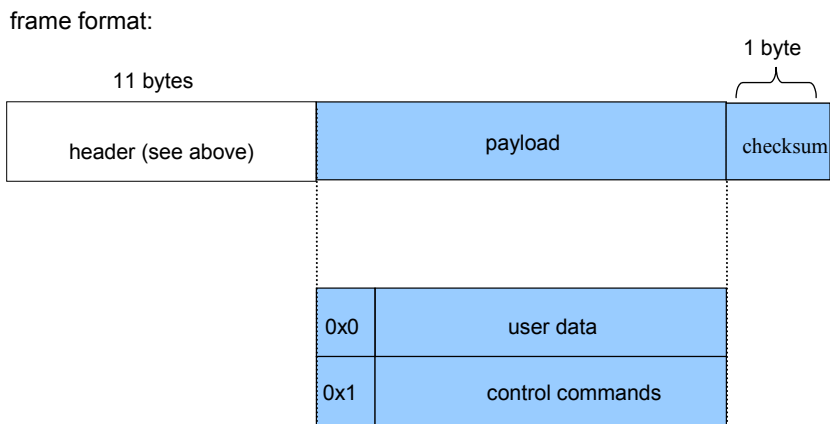 frame format:
1 byte
11 bytes
header (see above)
payload
checksum
0x0
user data
0x1
control commands